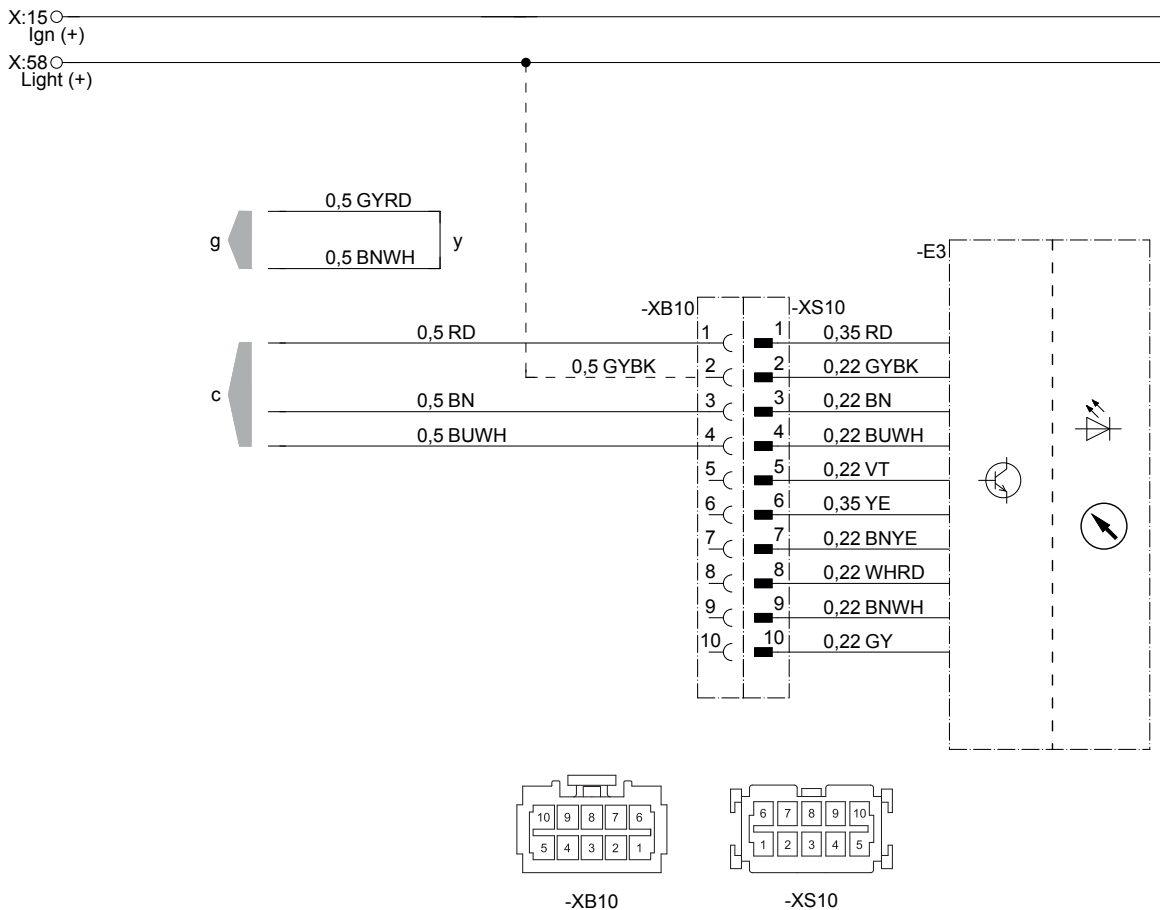 X:15
Ign (+)
X:58
Light (+)
0,5 GYRD
g
y
0,5 BNWH
-E3
-XB10
-XS10
0,5 RD
1
1
0,35 RD
0,5 GYBK
2
2
0,22 GYBK
c
0,5 BN
3
3
0,22 BN
0,5 BUWH
4
4
0,22 BUWH
5
5
0,22 VT
6
6
0,35 YE
7
7
0,22 BNYE
8
8
0,22 WHRD
9
9
0,22 BNWH
10
10
0,22 GY
10 9 8 7 6
5 4 3 2 1
-XB10
6 7 8 9 10
1 2 3 4 5
-XS10